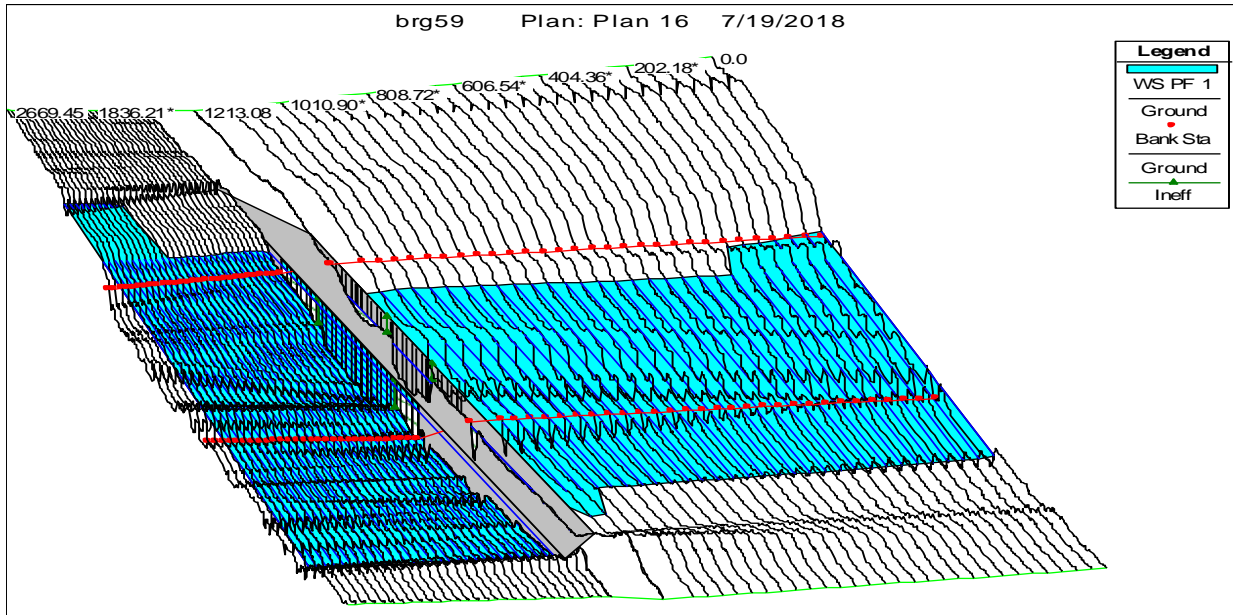 brg59 Plan: Plan 16 7/19/2018
2669.45
1836.21*
1213.08
1010.90*
808.72*
606.54*
404.36*
202.18*
0.0
Legend
WS PF 1
Ground
Bank Sta
Ground
Ineff